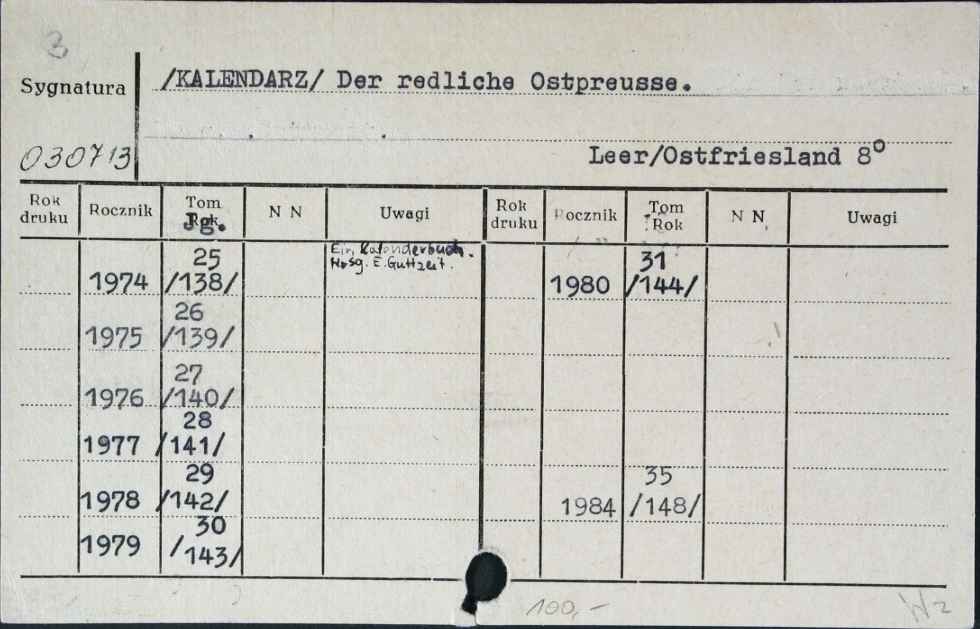 3
Sygnatura
/KALENDARZ/ Der redliche Ostpreusse.
030713
Leer/Ostfriesland 8°
Rok druku Rocznik Tom Rok Jg. N N Uwagi Rok druku Rocznik Tom Rok N N Uwagi
Ein Kalenderbuch.
Hrsg. E. Guttzeit.
25 31
1974 /138/ 1980 /144/
26
1975 /139/
27
1976 /140/
28
1977 /141/
29 35
1978 /142/ 1984 /148/
30
1979 /143/
100,-